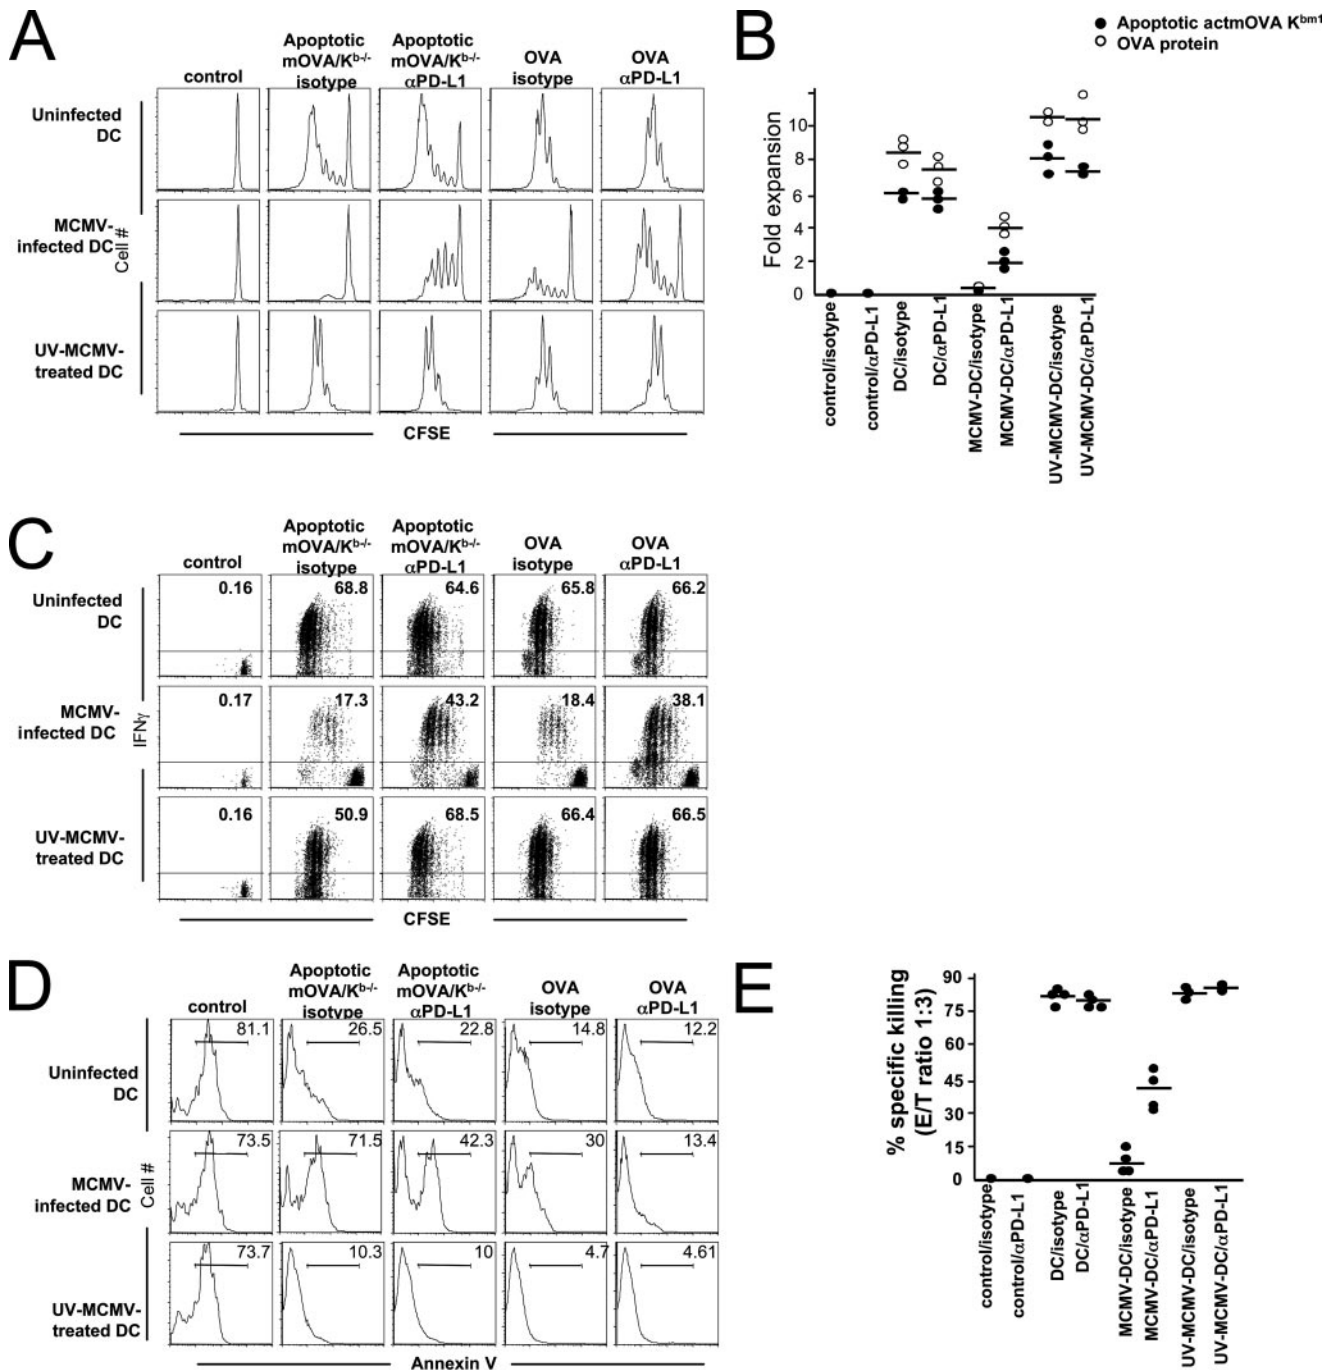 A
control
Apoptotic
mOVA/Kb-/-
isotype
Apoptotic
mOVA/Kb-/-
αPD-L1
OVA
isotype
OVA
αPD-L1
Uninfected
DC
MCMV-
infected DC
UV-MCMV-
treated DC
Cell #
CFSE
B
Apoptotic actmOVA Kbm1
OVA protein
Fold expansion
10
8
6
4
2
0
control/isotype
control/αPD-L1
DC/isotype
DC/αPD-L1
MCMV-DC/isotype
MCMV-DC/αPD-L1
UV-MCMV-DC/isotype
UV-MCMV-DC/αPD-L1
C
control
Apoptotic
mOVA/Kb-/-
isotype
Apoptotic
mOVA/Kb-/-
αPD-L1
OVA
isotype
OVA
αPD-L1
Uninfected
DC
0.16
68.8
64.6
65.8
66.2
MCMV-
infected DC
0.17
17.3
43.2
18.4
38.1
UV-MCMV-
treated DC
0.16
50.9
68.5
66.4
66.5
IFNγ
CFSE
D
control
Apoptotic
mOVA/Kb-/-
isotype
Apoptotic
mOVA/Kb-/-
αPD-L1
OVA
isotype
OVA
αPD-L1
Uninfected
DC
81.1
26.5
22.8
14.8
12.2
MCMV-
infected DC
73.5
71.5
42.3
30
13.4
UV-MCMV-
treated DC
73.7
10.3
10
4.7
4.61
Cell #
Annexin V
E
% specific killing
(E/T ratio 1:3)
90
75
60
45
30
15
0
control/isotype
control/αPD-L1
DC/isotype
DC/αPD-L1
MCMV-DC/isotype
MCMV-DC/αPD-L1
UV-MCMV-DC/isotype
UV-MCMV-DC/αPD-L1